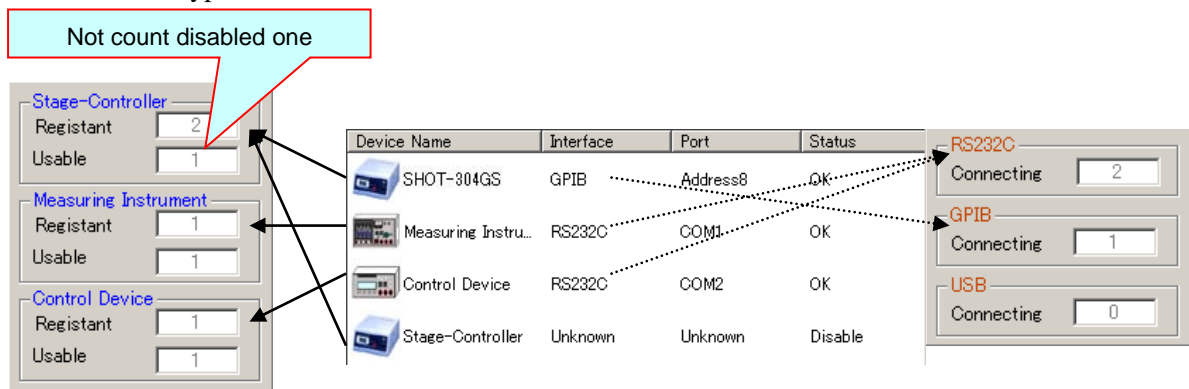 Not count disabled one
Stage-Controller
Registant 2
Usable 1
Measuring Instrument
Registant 1
Usable 1
Control Device
Registant 1
Usable 1
Device Name Interface Port Status
SHOT-304GS GPIB Address8 OK
Measuring Instru... RS232C COM1 OK
Control Device RS232C COM2 OK
Stage-Controller Unknown Unknown Disable
RS232C
Connecting 2
GPIB
Connecting 1
USB
Connecting 0